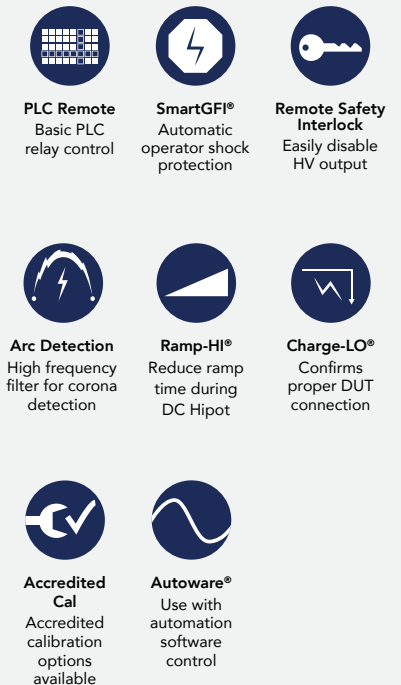 PLC Remote
Basic PLC
relay control
SmartGFI®
Automatic
operator shock
protection
Remote Safety
Interlock
Easily disable
HV output
Arc Detection
High frequency
filter for corona
detection
Ramp-HI®
Reduce ramp
time during
DC Hipot
Charge-LO®
Confirms
proper DUT
connection
Accredited
Cal
Accredited
calibration
options
available
Autoware®
Use with
automation
software
control